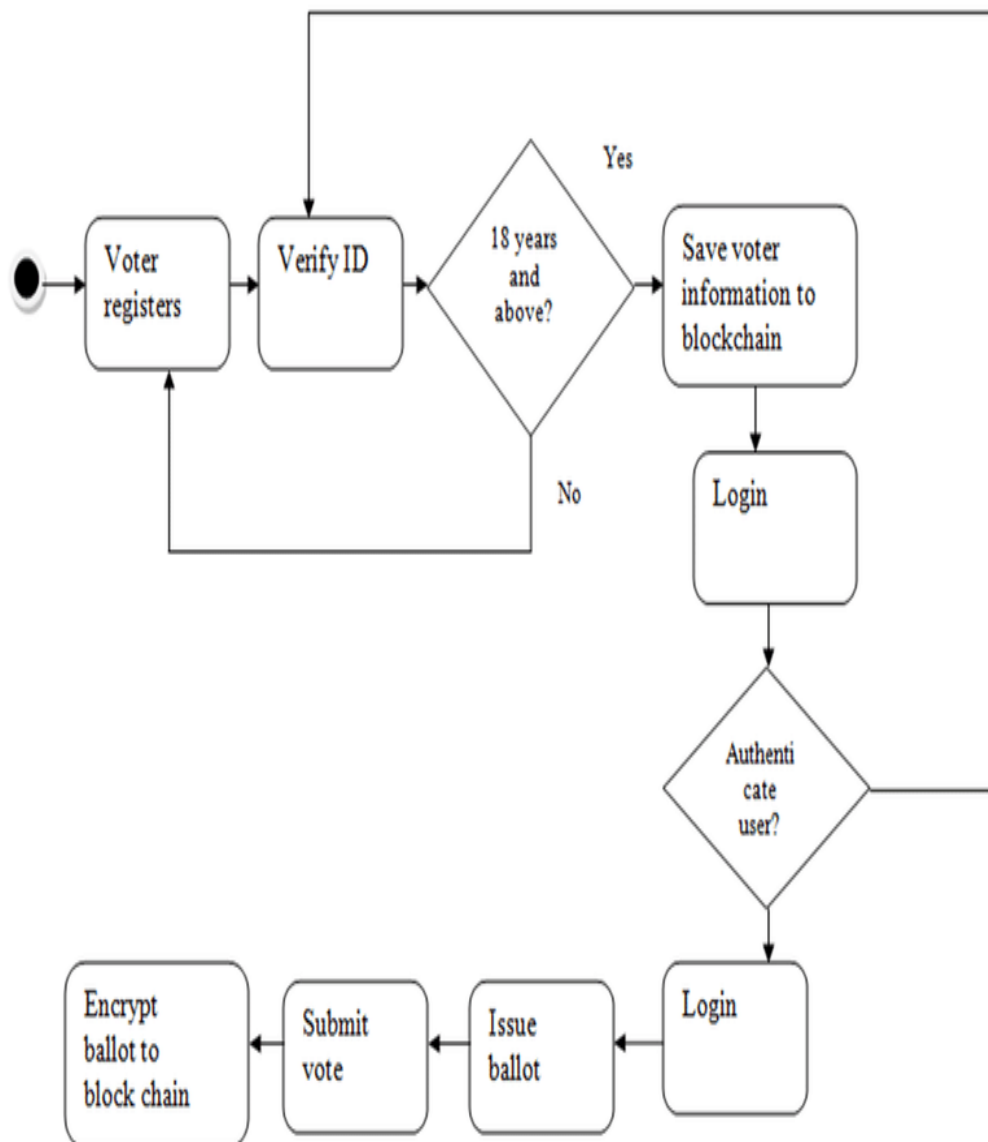 Voter
registers
Verify ID
18 years
and
above?
Yes
No
Save voter
information to
blockchain
Login
Authenti
cate
user?
Login
Issue
ballot
Submit
vote
Encrypt
ballot to
block chain